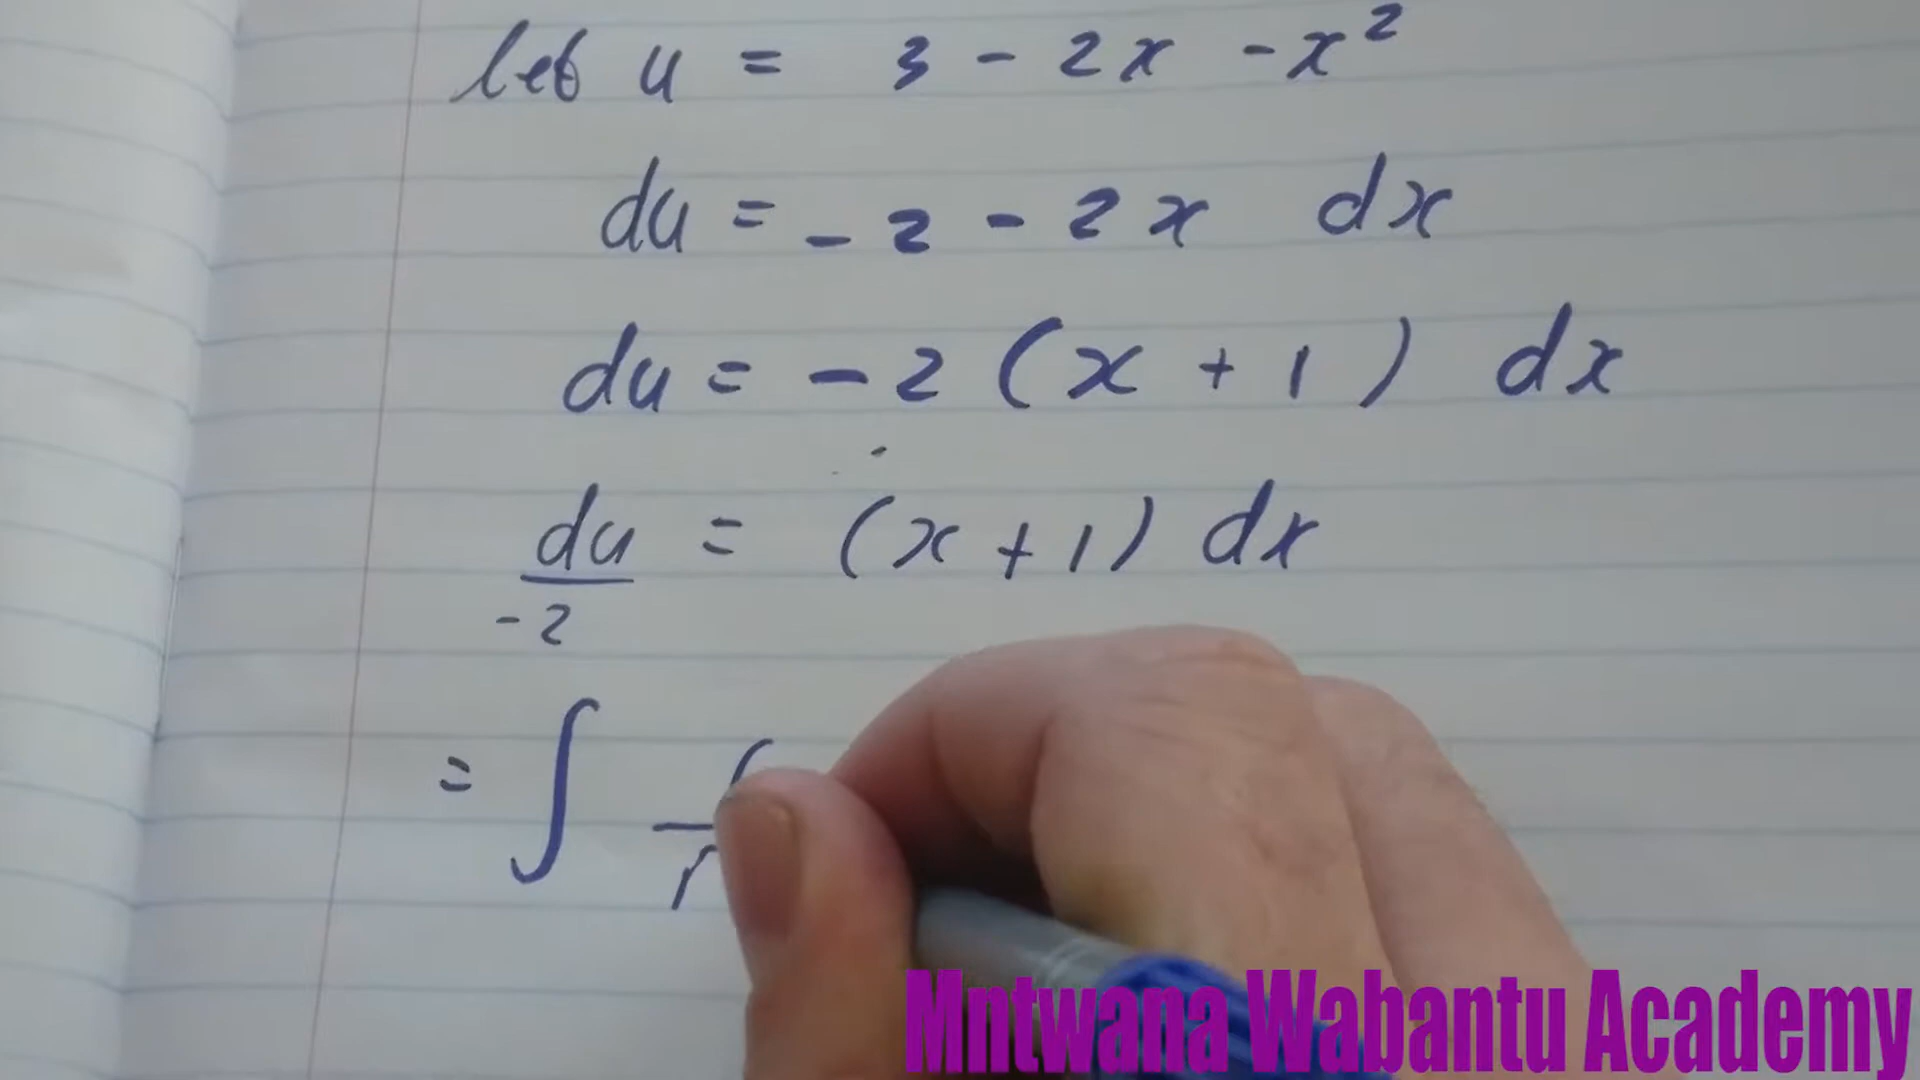 let u = 3 - 2x - x²
du = - 2 - 2x dx
du = - 2 (x + 1) dx
du/-2 = (x + 1) dx
= ∫ (
Mntwana Wabantu Academy